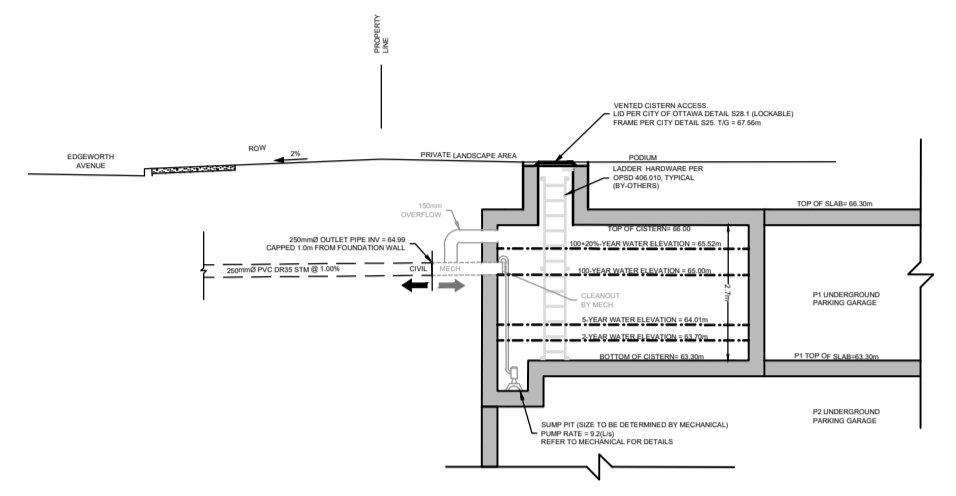 PROPERTY
LINE
VENTED CISTERN ACCESS.
LID PER CITY OF OTTAWA DETAIL S28.1 (LOCKABLE)
FRAME PER CITY DETAIL S25. T/G = 67.56m
EDGEWORTH
AVENUE
ROW
2%
PRIVATE LANDSCAPE AREA
PODIUM
LADDER HARDWARE PER
OPSD 406.010, TYPICAL
(BY-OTHERS)
TOP OF SLAB= 66.30m
150mm
OVERFLOW
TOP OF CISTERN= 66.00
250mmØ OUTLET PIPE INV = 64.99
CAPPED 1.0m FROM FOUNDATION WALL
100+20%-YEAR WATER ELEVATION = 65.52m
250mmØ PVC DR35 STM @ 1.00%
CIVIL
MECH
100-YEAR WATER ELEVATION = 65.00m
CLEANOUT
BY MECH.
2.7m
P1 UNDERGROUND
PARKING GARAGE
5-YEAR WATER ELEVATION = 64.01m
2-YEAR WATER ELEVATION = 63.70m
BOTTOM OF CISTERN= 63.30m
P1 TOP OF SLAB=63.30m
SUMP PIT (SIZE TO BE DETERMINED BY MECHANICAL)
PUMP RATE = 9.2(L/s)
REFER TO MECHANICAL FOR DETAILS
P2 UNDERGROUND
PARKING GARAGE